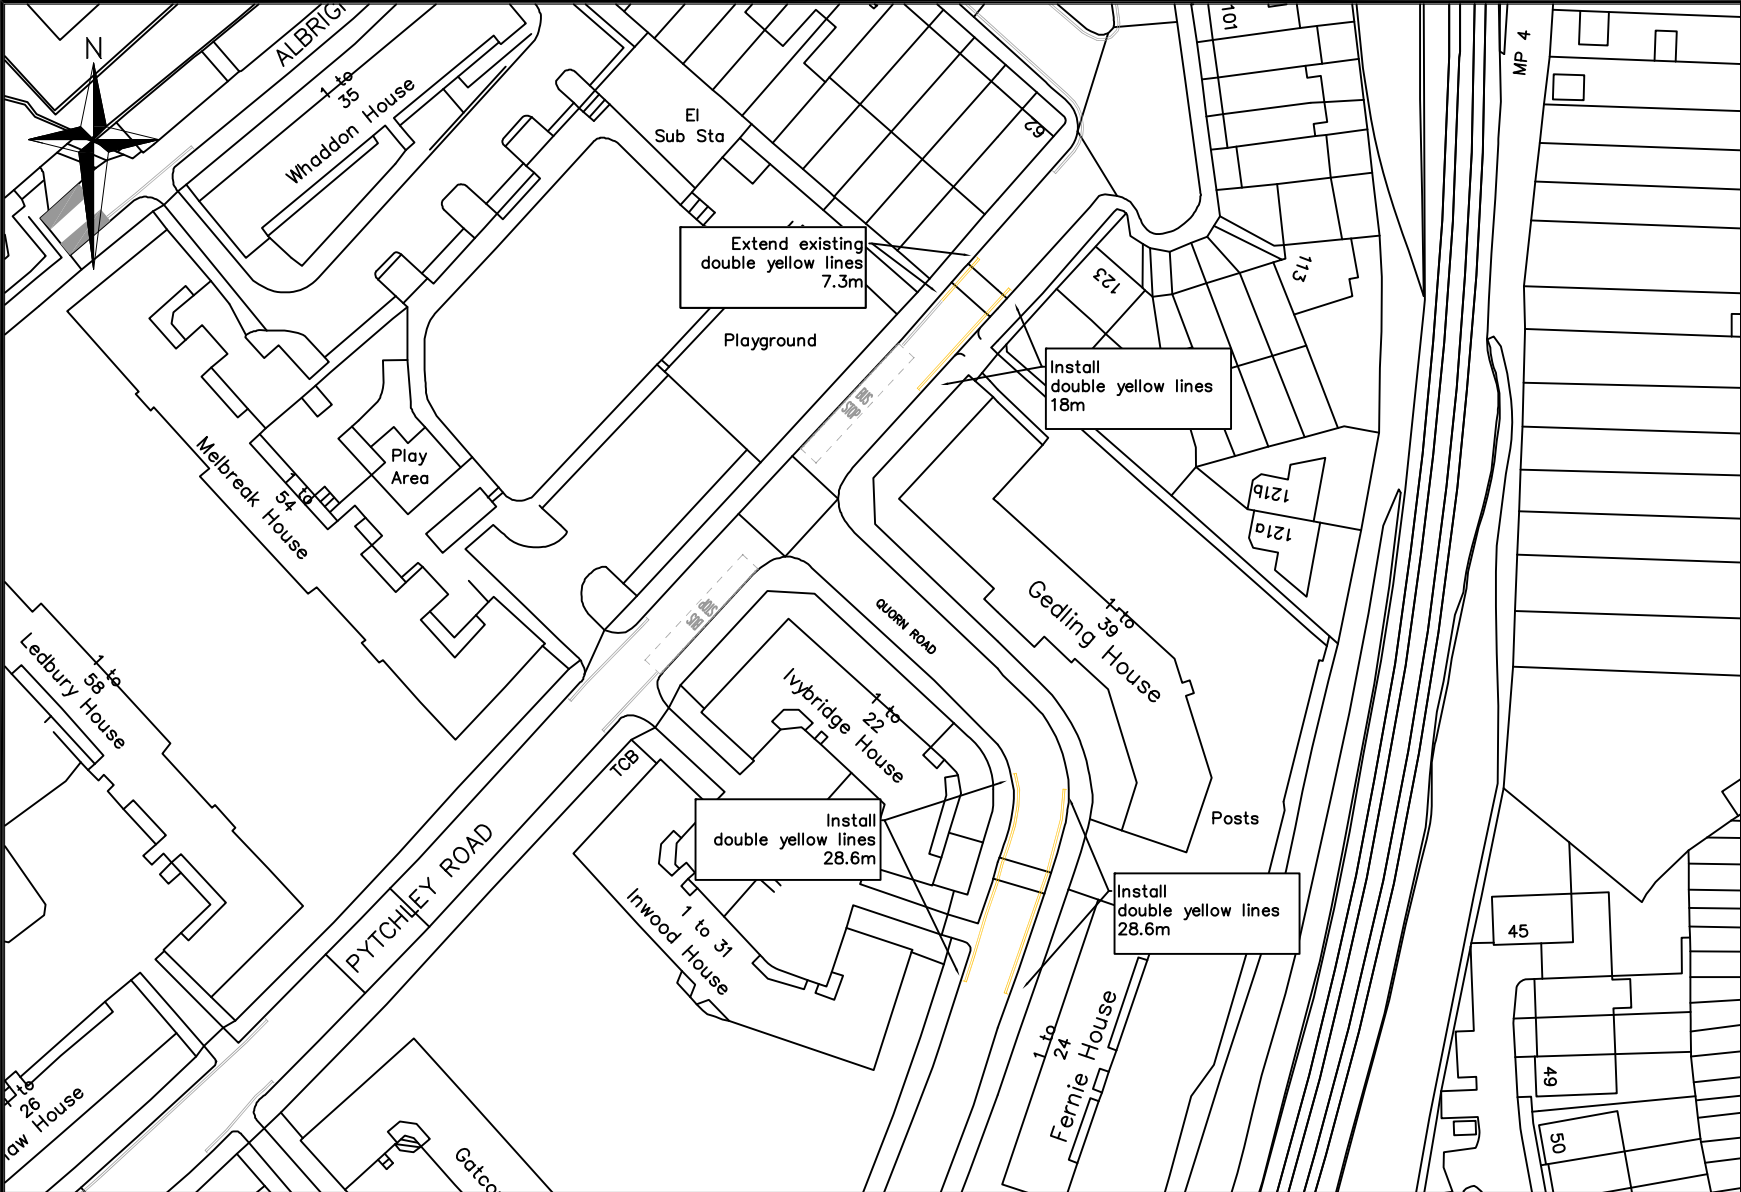 N
ALBRIG
1 to
35
Whaddon House
El
Sub Sta
62
101
MP 4
Extend existing
double yellow lines
7.3m
123
113
Playground
Install
double yellow lines
18m
BUS
STOP
Play
Area
Melbreak House
1 to
54
121b
121a
BUS
STOP
QUORN ROAD
Gedling House
1 to
39
Ledbury House
1 to
58
Ivybridge House
1 to
22
TCB
Posts
Install
double yellow lines
28.6m
PYTCHLEY ROAD
Inwood House
1 to 31
Install
double yellow lines
28.6m
45
1 to
24
Fernie House
49
50
1 to
26
aw House
Gatco